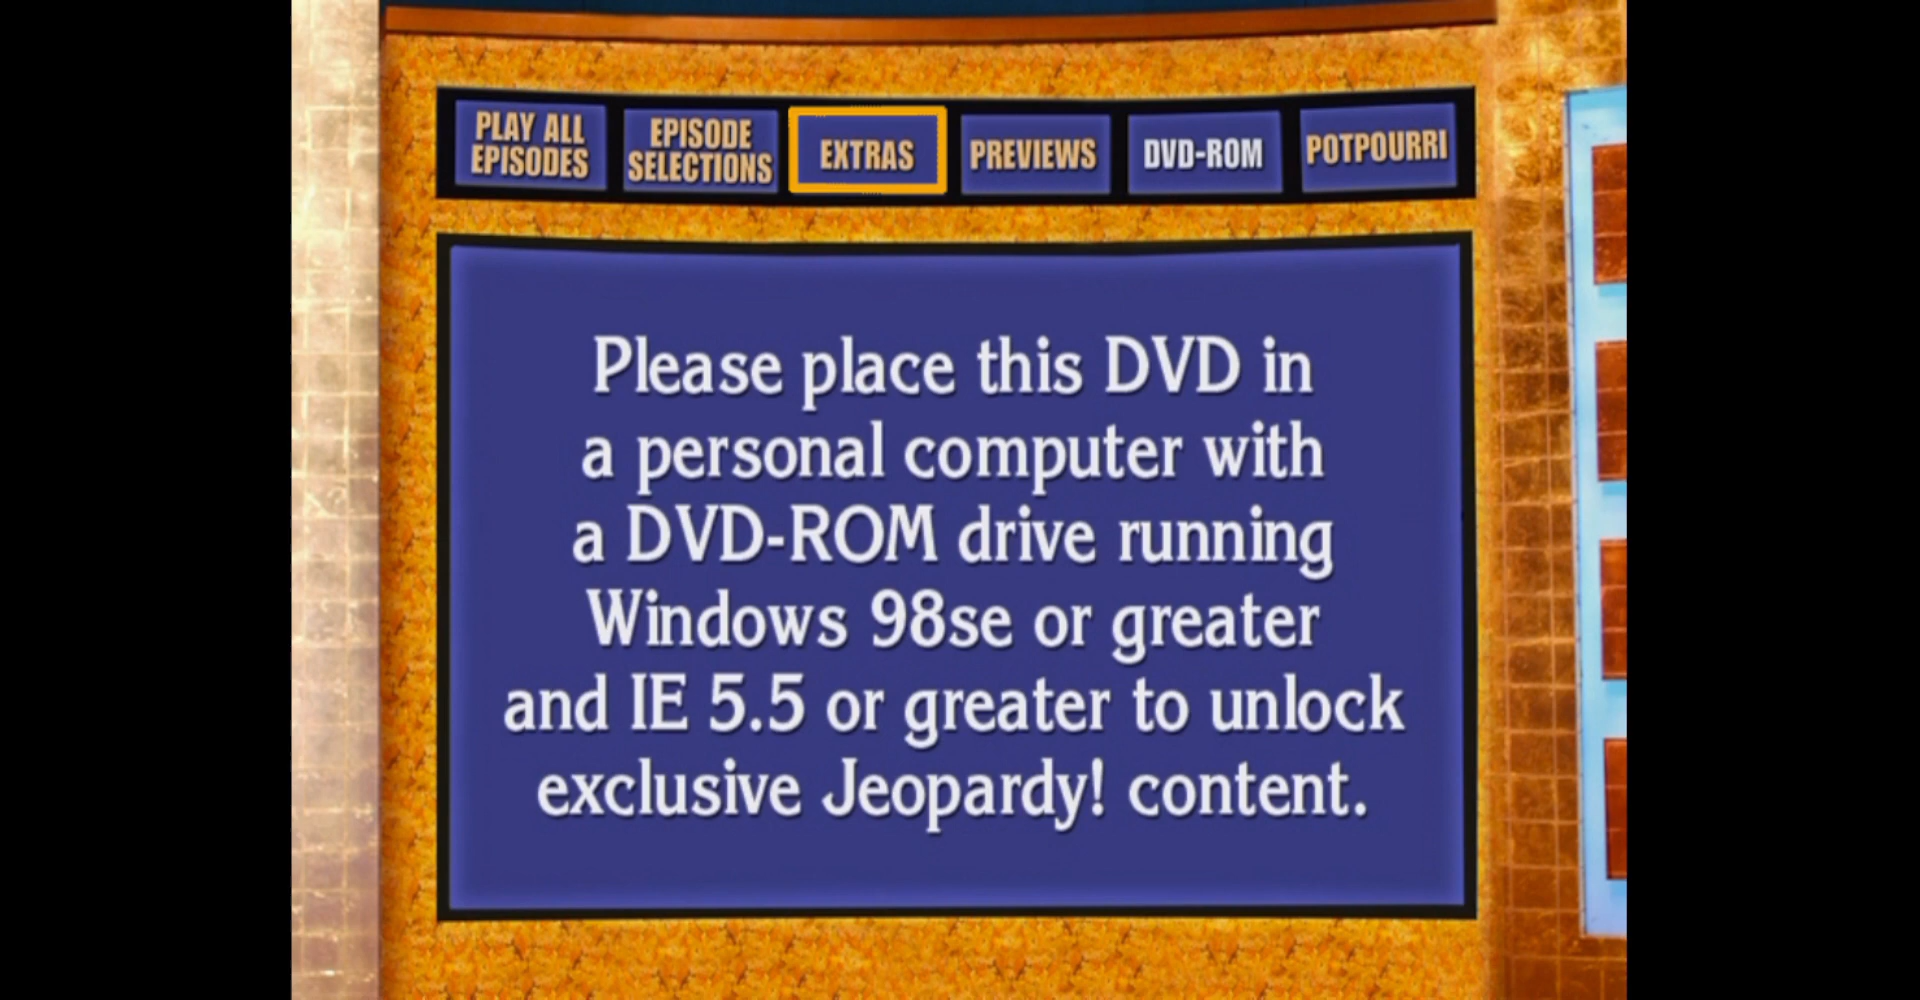 PLAY ALL
EPISODES
EPISODE
SELECTIONS
EXTRAS
PREVIEWS
DVD-ROM
POTPOURRI
Please place this DVD in
a personal computer with
a DVD-ROM drive running
Windows 98se or greater
and IE 5.5 or greater to unlock
exclusive Jeopardy! content.